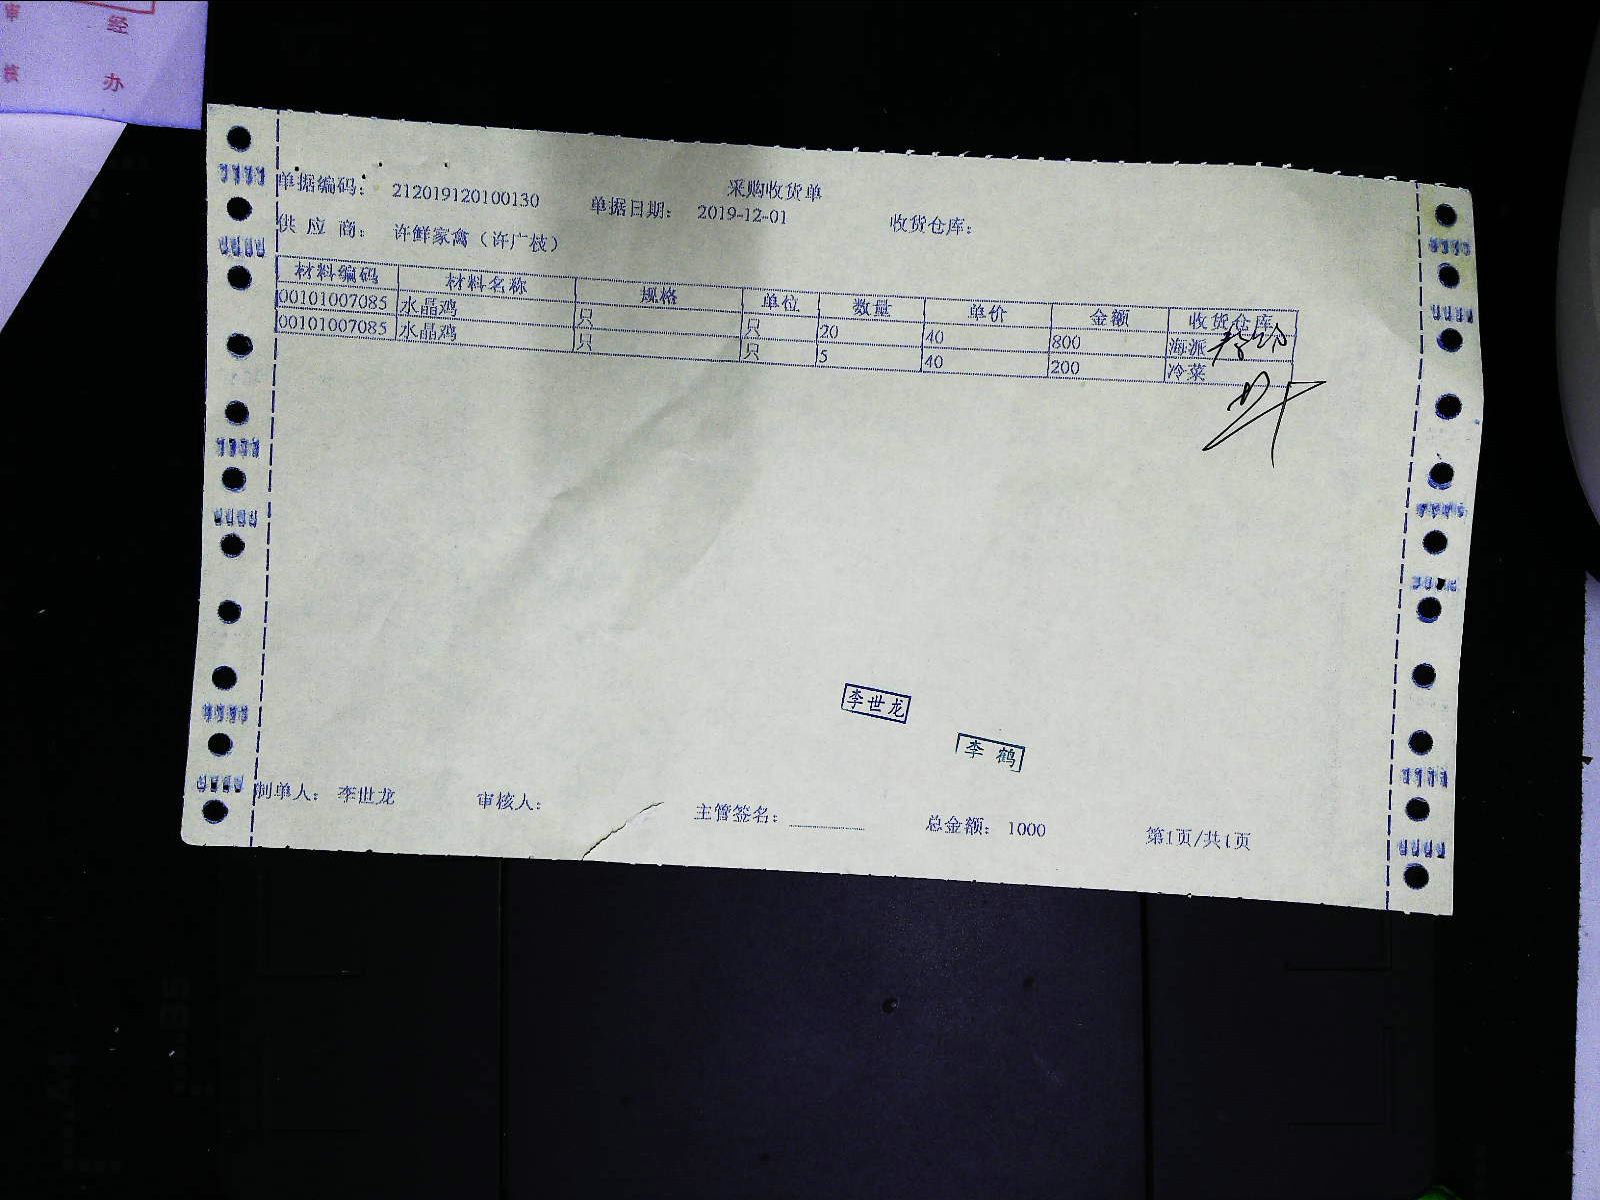 审 经
核 办
采购收货单
单据编码： 212019120100130 单据日期： 2019-12-01 收货仓库：
供 应 商： 许鲜家禽（许广枝）
材料编码 材料名称 规格 单位 数量 单价 金额 收货仓库
00101007085 水晶鸡 只 只 20 40 800 海派
00101007085 水晶鸡 只 只 5 40 200 冷菜
李世龙
李 鹤
制单人： 李世龙 审核人： 主管签名： 总金额： 1000 第1页/共1页